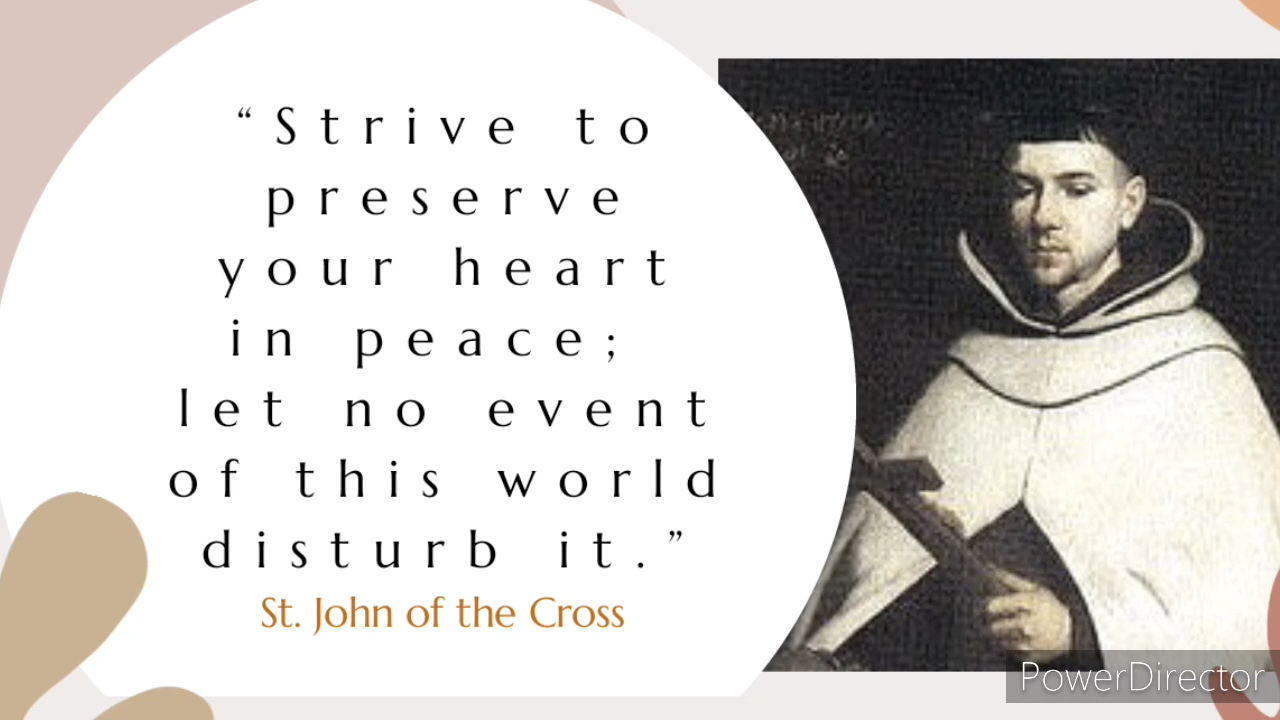 “Strive to
preserve
your heart
in peace;
let no event
of this world
disturb it.”
St. John of the Cross
PowerDirector